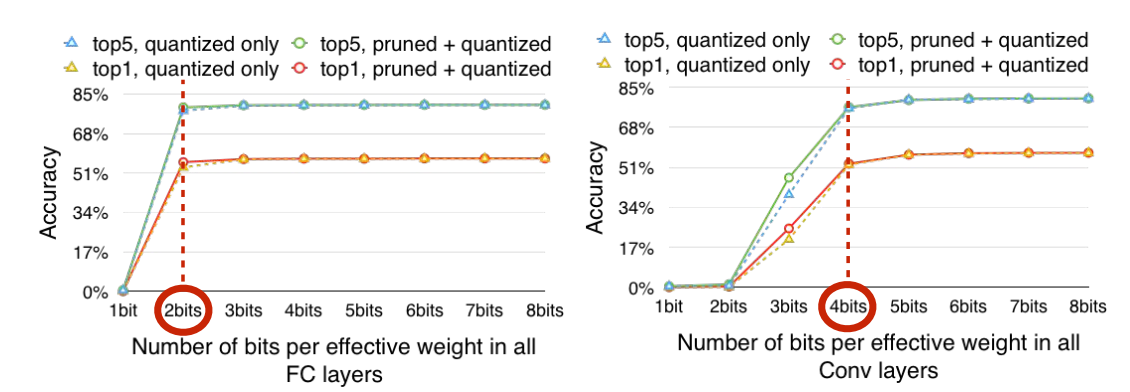 top5, quantized only top5, pruned + quantized
top1, quantized only top1, pruned + quantized
85%
68%
51%
34%
17%
0%
Accuracy
1bit 2bits 3bits 4bits 5bits 6bits 7bits 8bits
Number of bits per effective weight in all
FC layers
top5, quantized only top5, pruned + quantized
top1, quantized only top1, pruned + quantized
85%
68%
51%
34%
17%
0%
Accuracy
1bit 2bits 3bits 4bits 5bits 6bits 7bits 8bits
Number of bits per effective weight in all
Conv layers